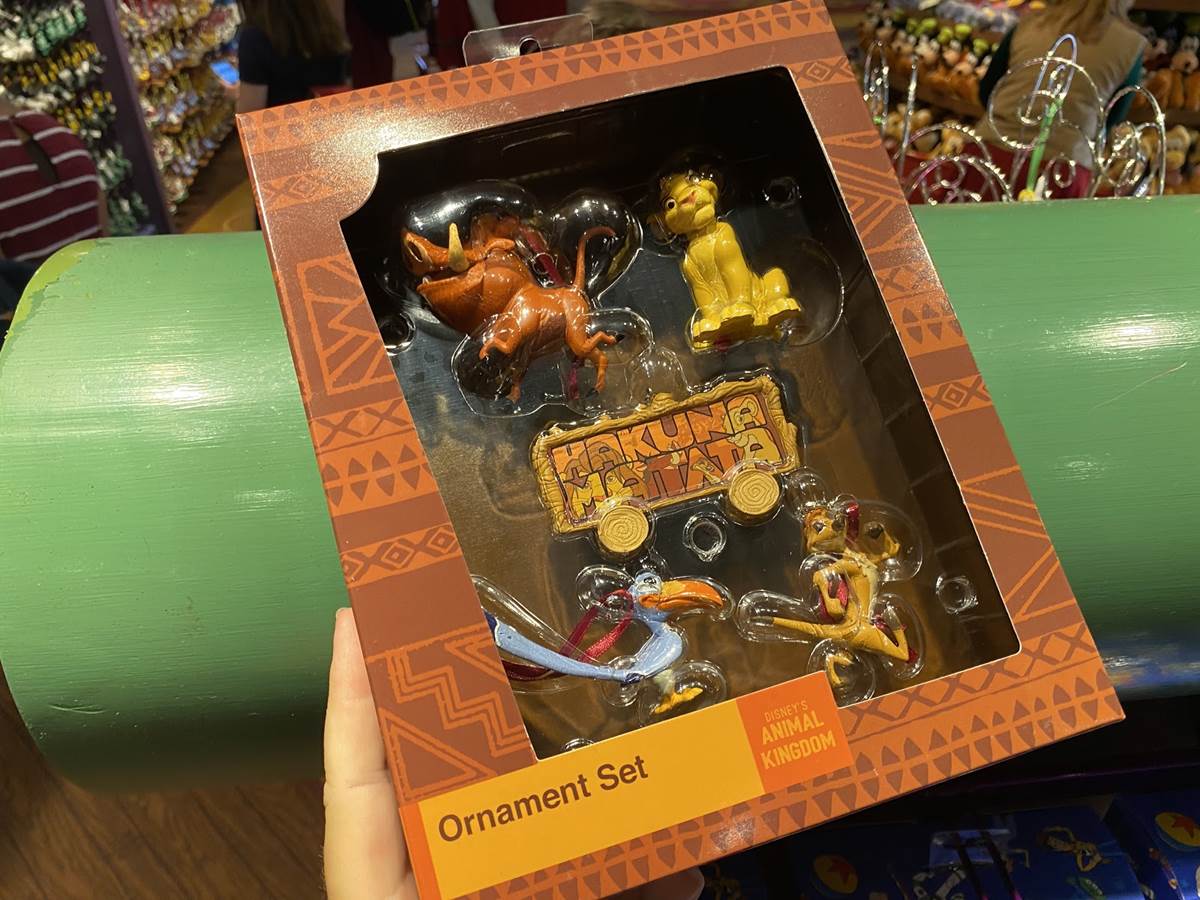 HAKUNA
MATATA
Ornament Set
DISNEY'S
ANIMAL
KINGDOM